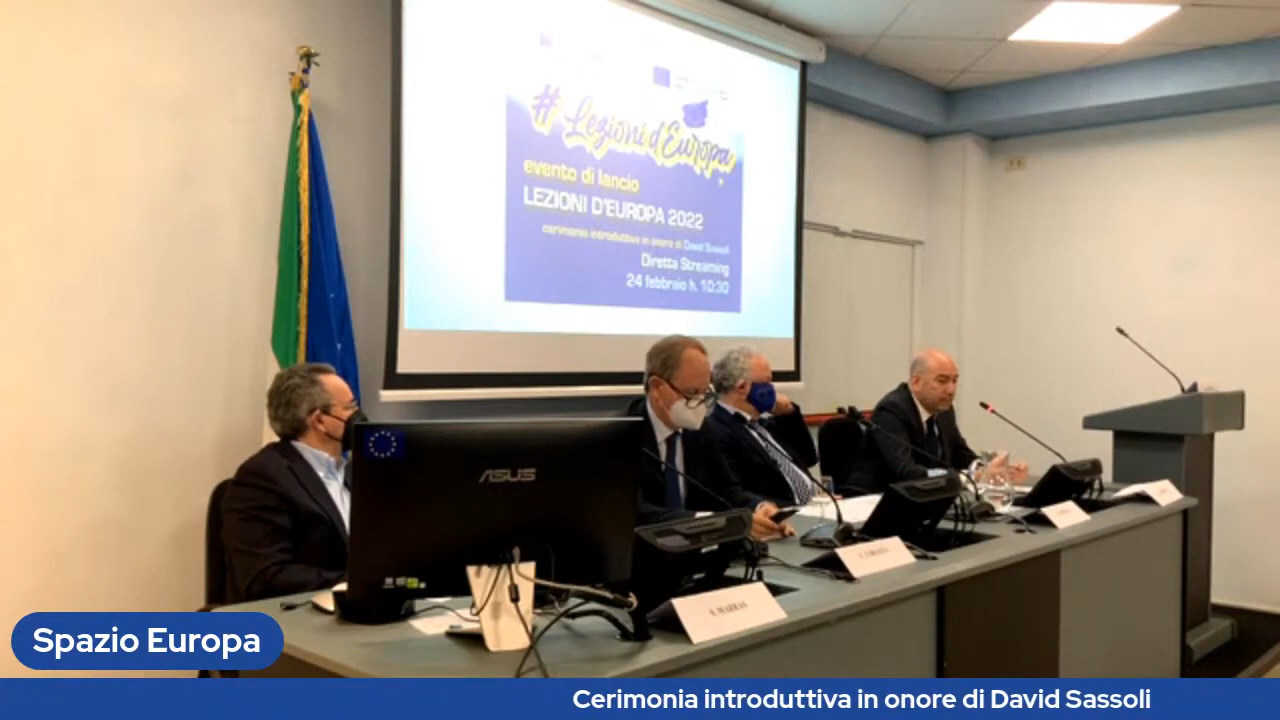 # Lezioni d'Europa
evento di lancio
LEZIONI D'EUROPA 2022
cerimonia introduttiva in onore di David Sassoli
Diretta Streaming
24 febbraio h. 10:30
ASUS
S. MARRAS
Spazio Europa
Cerimonia introduttiva in onore di David Sassoli